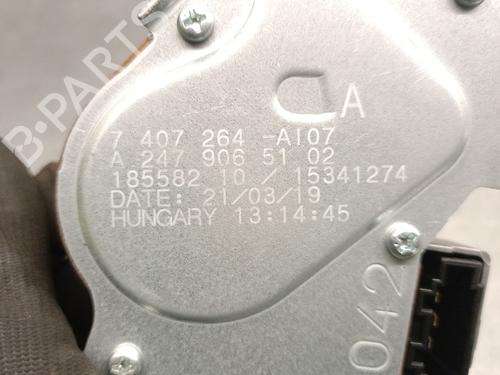 B-PARTS
A
7 407 264 -AI07
A 247 906 51 02
185582 10 / 15341274
DATE: 21/03/19
HUNGARY 13:14:45
042